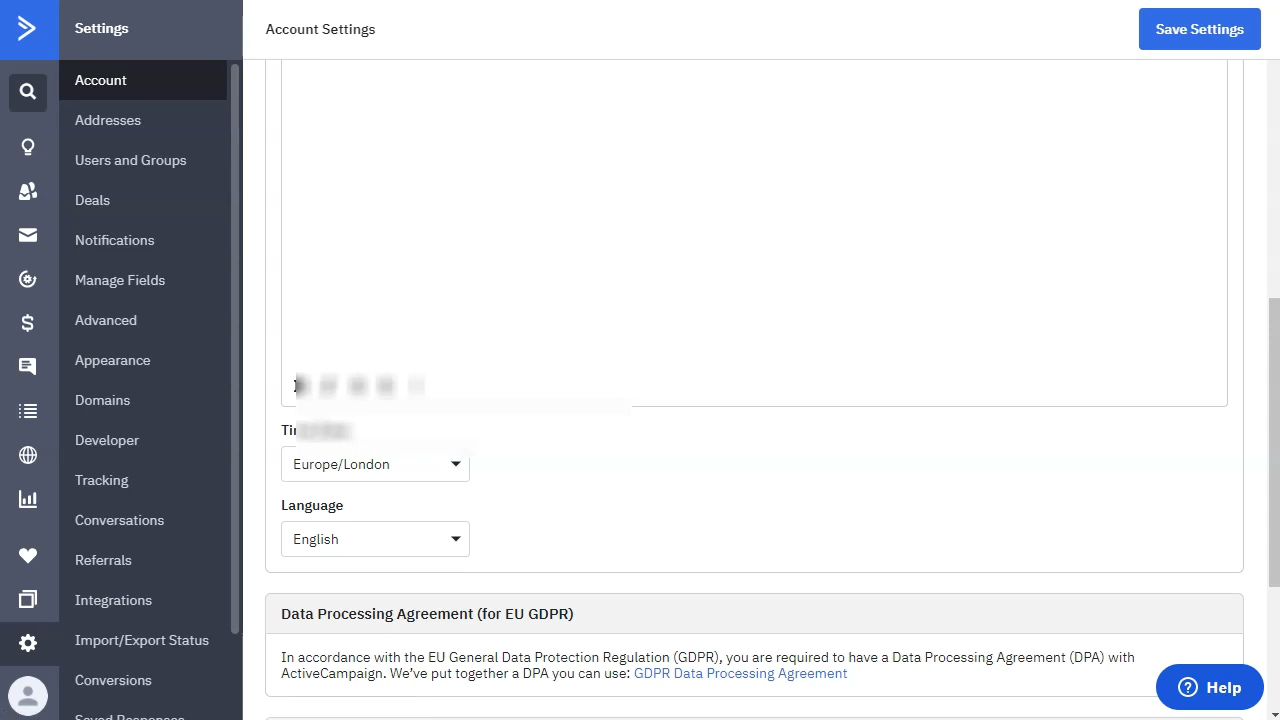 Settings
Account Settings
Save Settings
Account
Addresses
Users and Groups
Deals
Notifications
Manage Fields
Advanced
Appearance
Domains
Developer
Tracking
Conversations
Referrals
Integrations
Import/Export Status
Conversions
Saved Responses
Europe/London
Language
English
Data Processing Agreement (for EU GDPR)
In accordance with the EU General Data Protection Regulation (GDPR), you are required to have a Data Processing Agreement (DPA) with
ActiveCampaign. We've put together a DPA you can use: GDPR Data Processing Agreement
Help